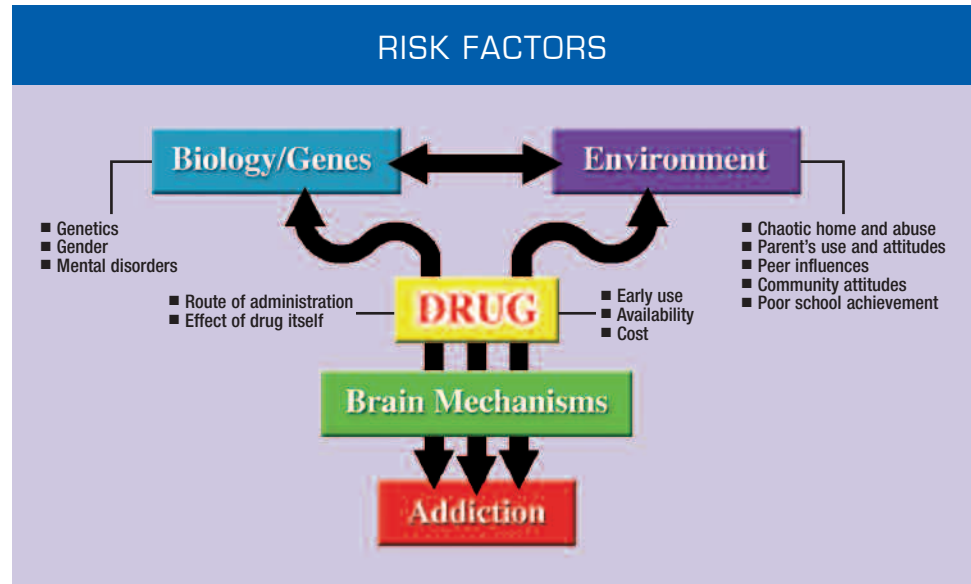 RISK FACTORS
Biology/Genes
Environment
■ Genetics
■ Gender
■ Mental disorders
■ Chaotic home and abuse
■ Parent's use and attitudes
■ Peer influences
■ Community attitudes
■ Poor school achievement
■ Route of administration
■ Effect of drug itself
DRUG
■ Early use
■ Availability
■ Cost
Brain Mechanisms
Addiction